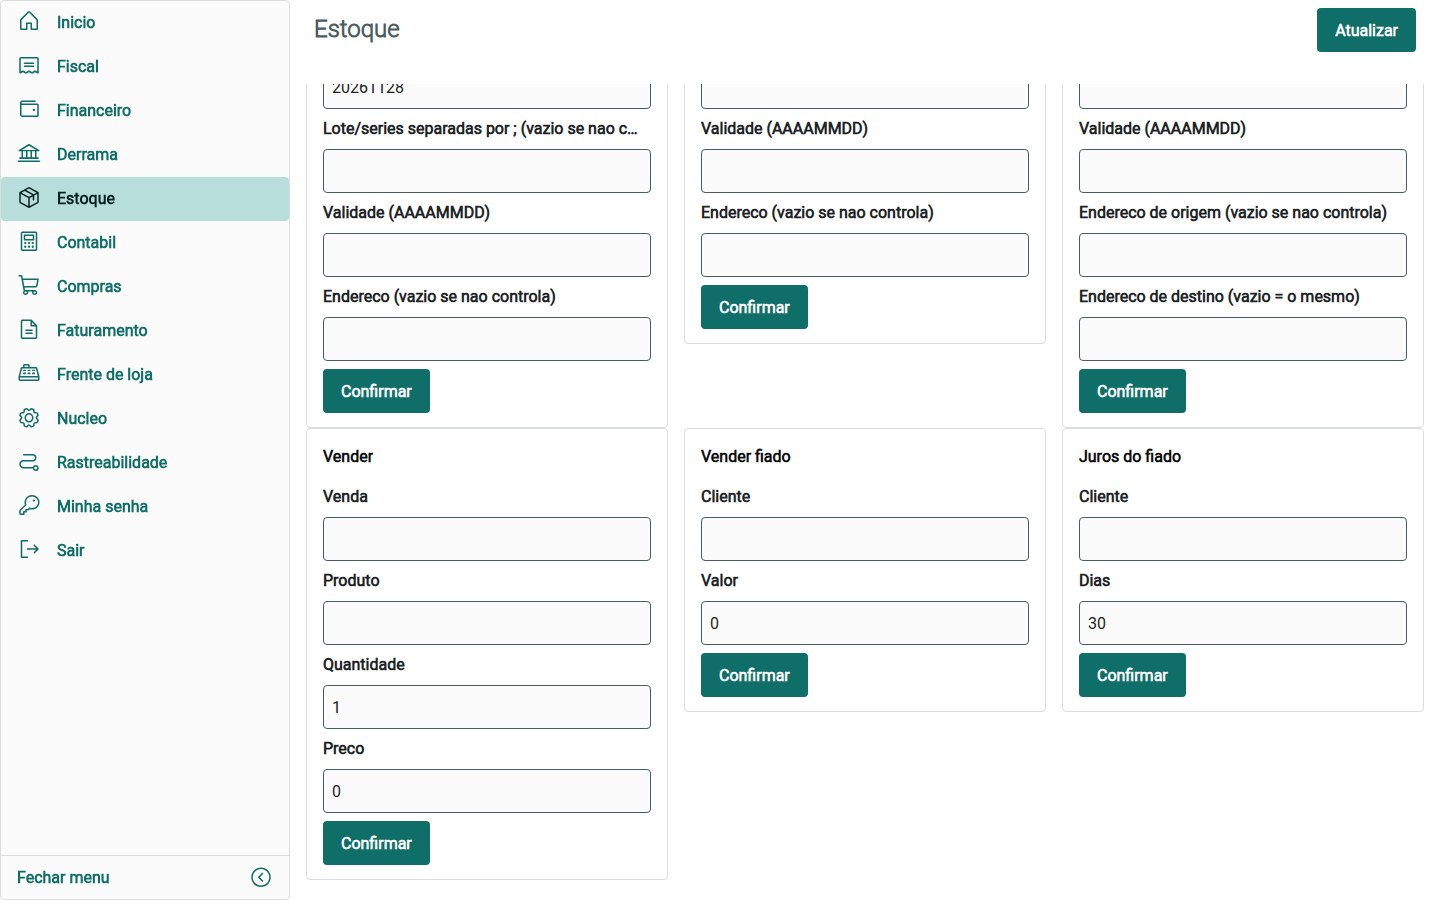 Inicio
Fiscal
Financeiro
Derrama
Estoque
Contabil
Compras
Faturamento
Frente de loja
Nucleo
Rastreabilidade
Minha senha
Sair
Fechar menu
Estoque
Atualizar
20261128
Lote/series separadas por ; (vazio se nao c...
Validade (AAAAMMDD)
Endereco (vazio se nao controla)
Confirmar
Validade (AAAAMMDD)
Endereco (vazio se nao controla)
Confirmar
Validade (AAAAMMDD)
Endereco de origem (vazio se nao controla)
Endereco de destino (vazio = o mesmo)
Confirmar
Vender
Venda
Produto
Quantidade
1
Preco
0
Confirmar
Vender fiado
Cliente
Valor
0
Confirmar
Juros do fiado
Cliente
Dias
30
Confirmar